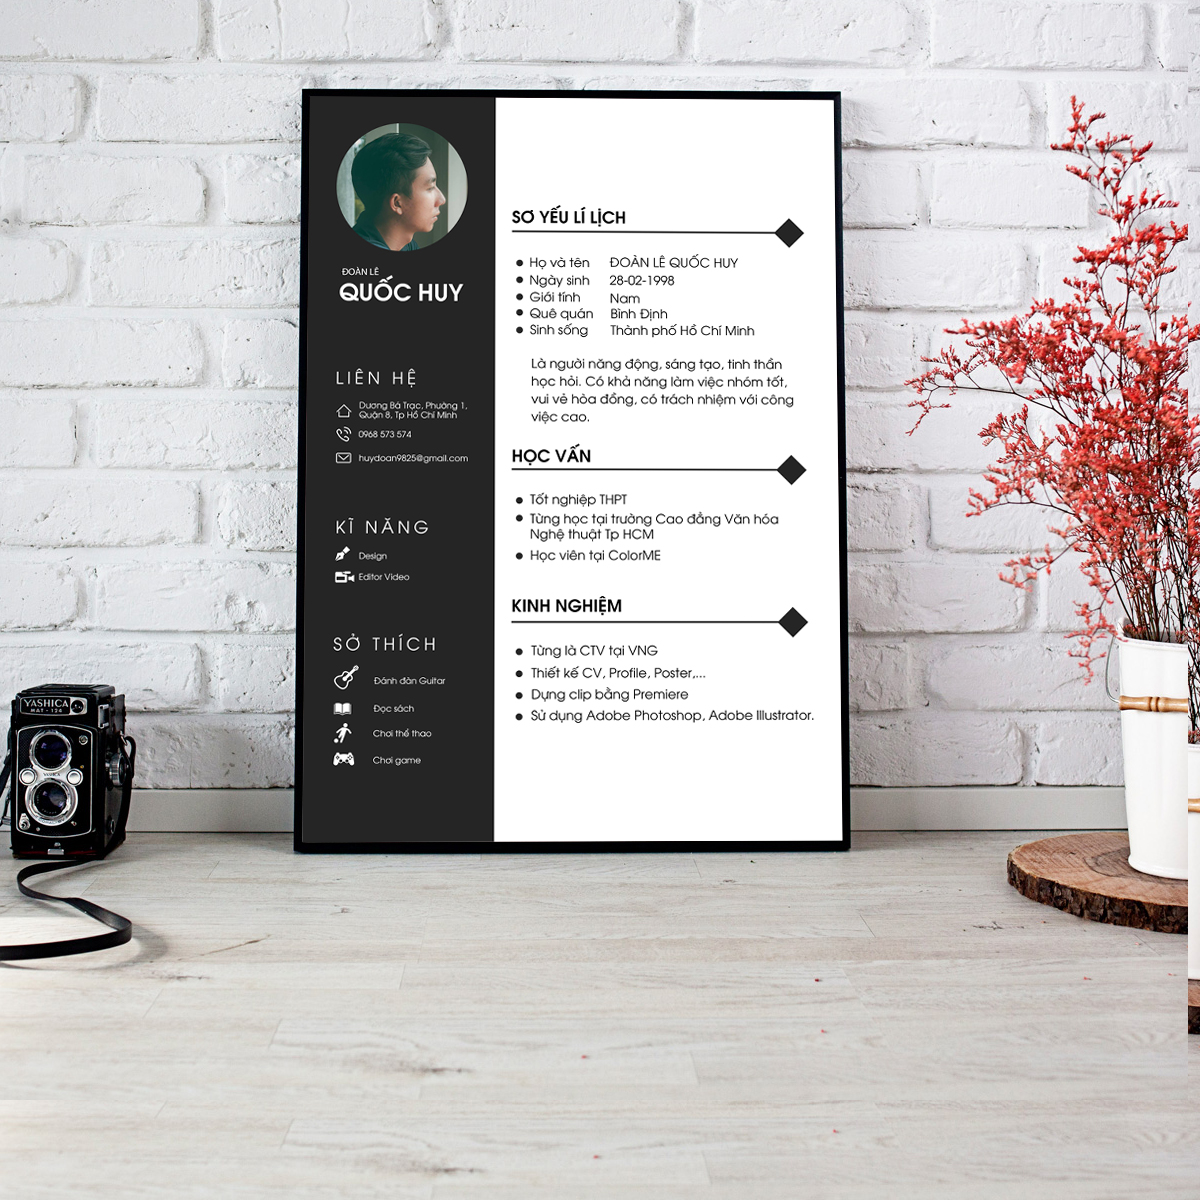 ĐOÀN LÊ
QUỐC HUY
LIÊN HỆ
Dương Bá Trạc, Phường 1,
Quận 8, Tp Hồ Chí Minh
0968 573 574
huydoan9825@gmail.com
KĨ NĂNG
Design
Editor Video
SỞ THÍCH
Đánh đàn Guitar
Đọc sách
Chơi thể thao
Chơi game
SƠ YẾU LÍ LỊCH
Họ và tên ĐOÀN LÊ QUỐC HUY
Ngày sinh 28-02-1998
Giới tính Nam
Quê quán Bình Định
Sinh sống Thành phố Hồ Chí Minh
Là người năng động, sáng tạo, tinh thần
học hỏi. Có khả năng làm việc nhóm tốt,
vui vẻ hòa đồng, có trách nhiệm với công
việc cao.
HỌC VẤN
Tốt nghiệp THPT
Từng học tại trường Cao đẳng Văn hóa
Nghệ thuật Tp HCM
Học viên tại ColorME
KINH NGHIỆM
Từng là CTV tại VNG
Thiết kế CV, Profile, Poster,...
Dựng clip bằng Premiere
Sử dụng Adobe Photoshop, Adobe Illustrator.
YASHICA
MAT-124
YASHICA